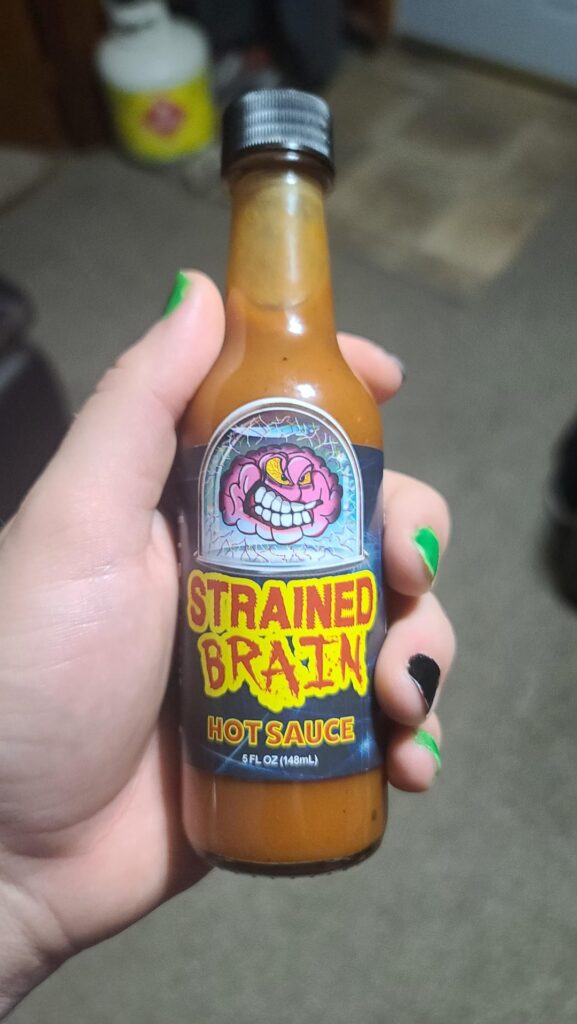 STRAINED
BRAIN
HOT SAUCE
5 FL OZ (148mL)